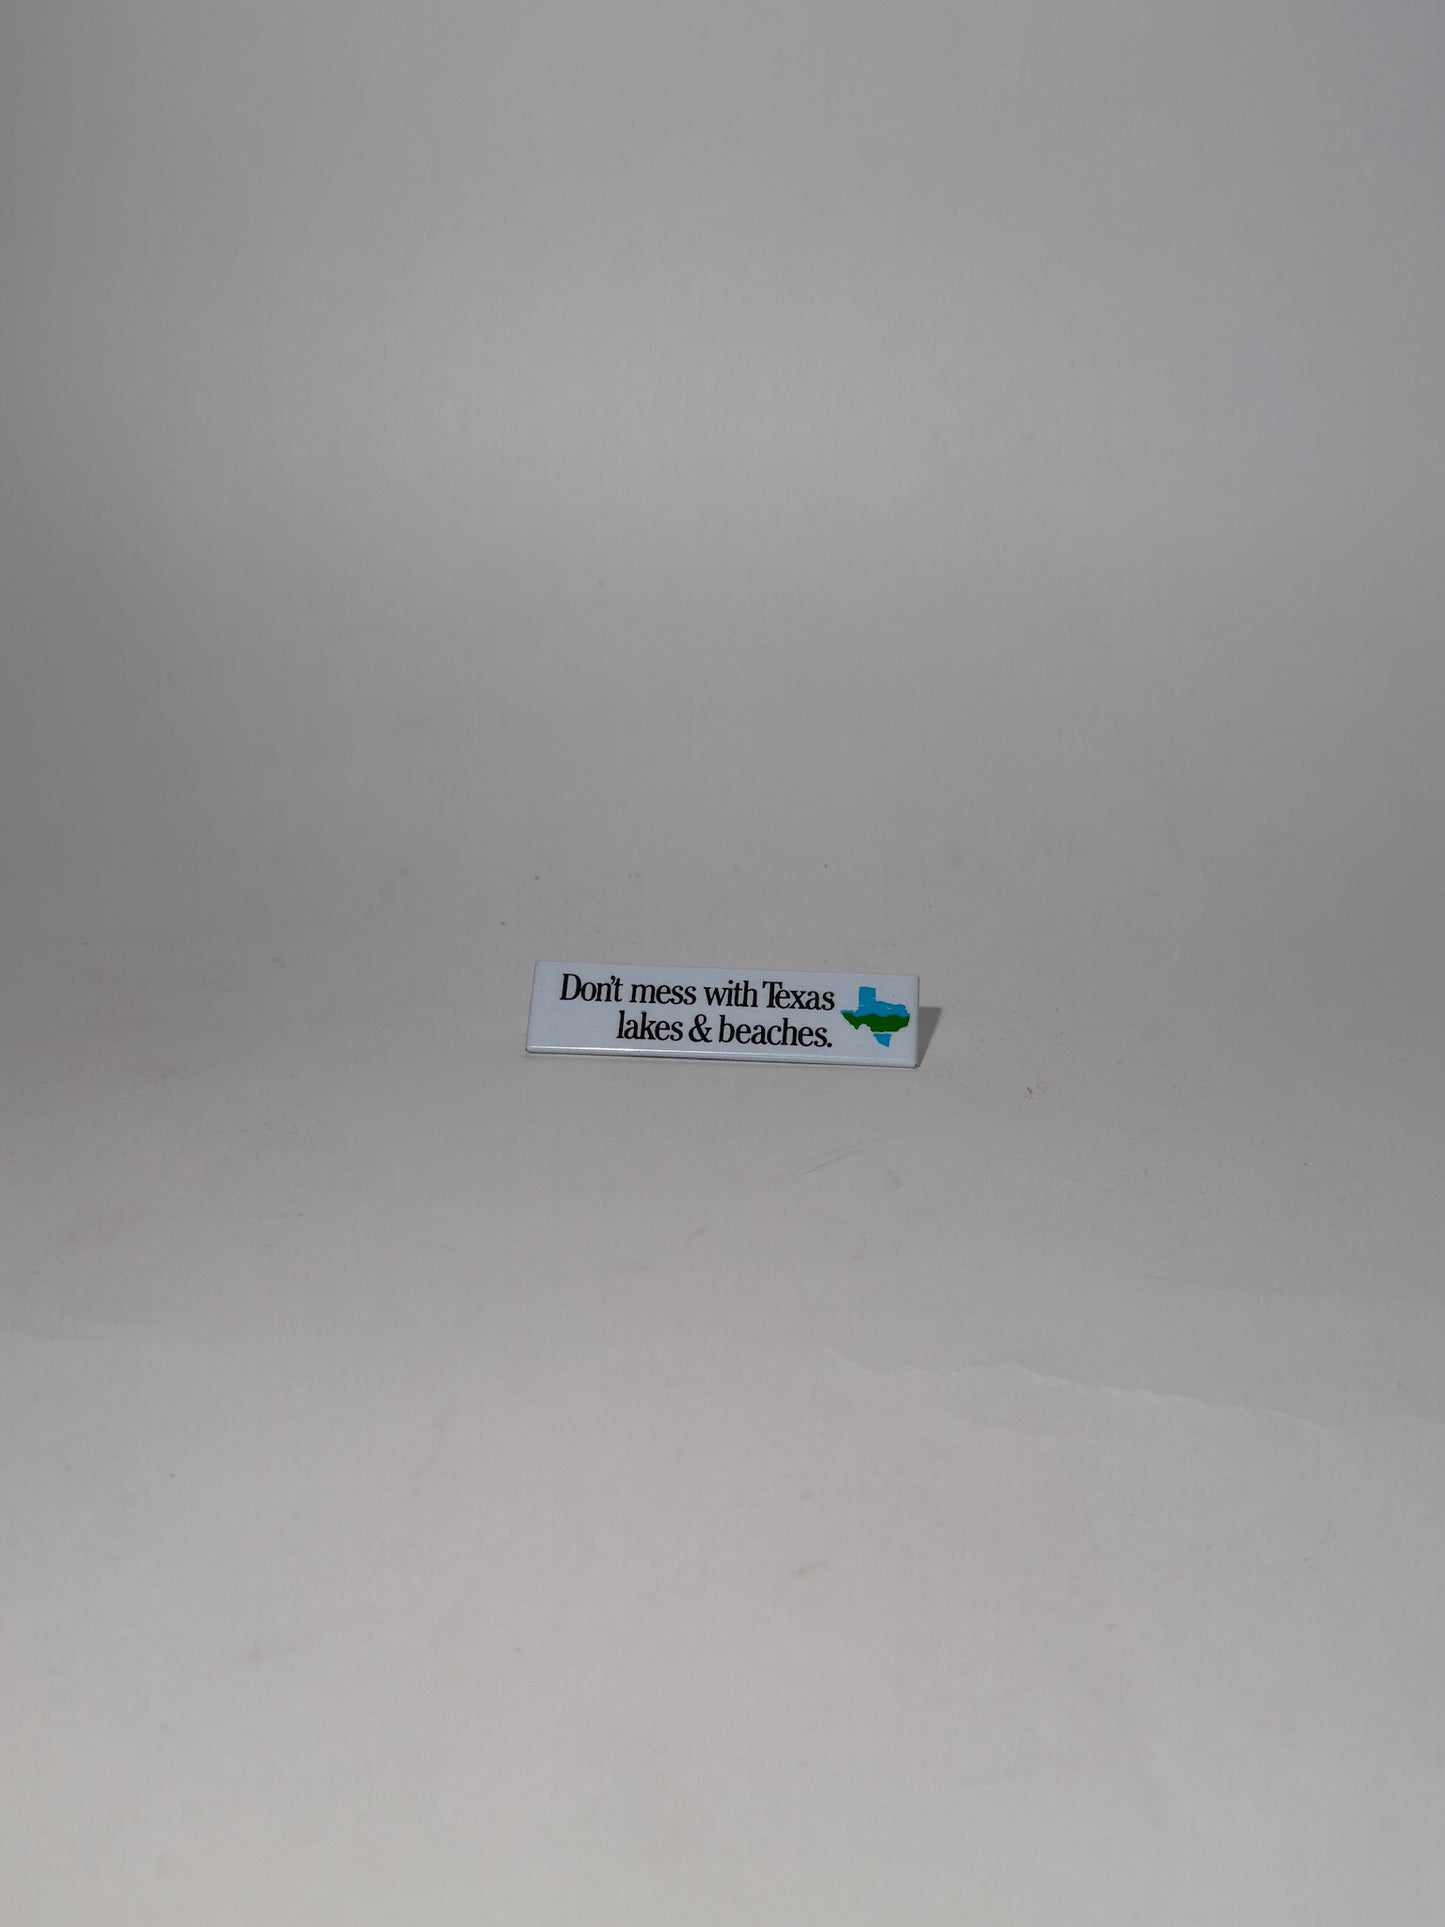 Don't mess with Texas
lakes & beaches.